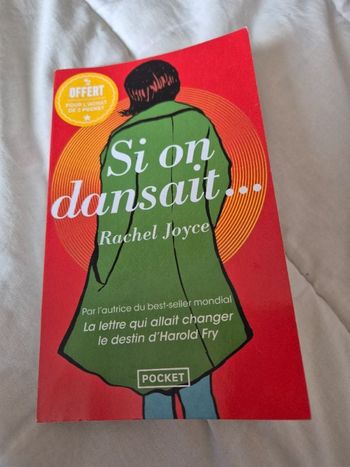 OFFERT
POUR L'ACHAT
DE 2 POCKET
Si on
dansait...
Rachel Joyce
Par l'autrice du best-seller mondial
La lettre qui allait changer
le destin d'Harold Fry
POCKET